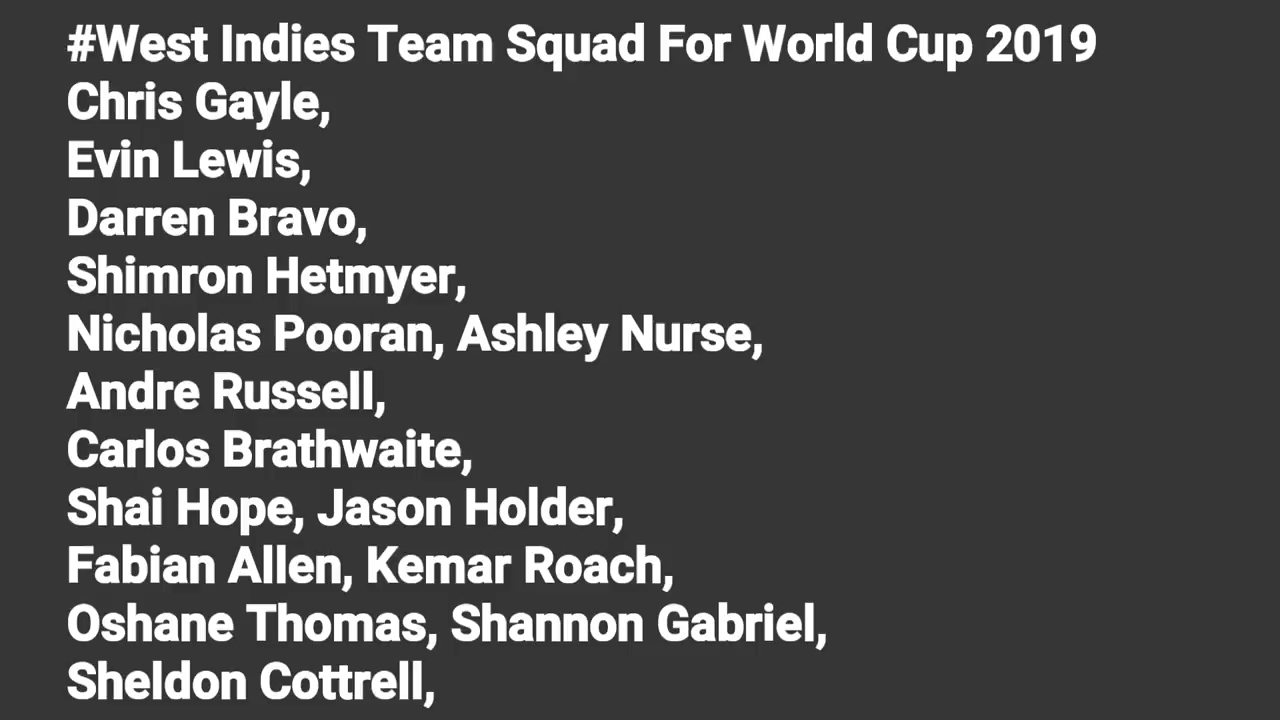 #West Indies Team Squad For World Cup 2019
Chris Gayle,
Evin Lewis,
Darren Bravo,
Shimron Hetmyer,
Nicholas Pooran, Ashley Nurse,
Andre Russell,
Carlos Brathwaite,
Shai Hope, Jason Holder,
Fabian Allen, Kemar Roach,
Oshane Thomas, Shannon Gabriel,
Sheldon Cottrell,